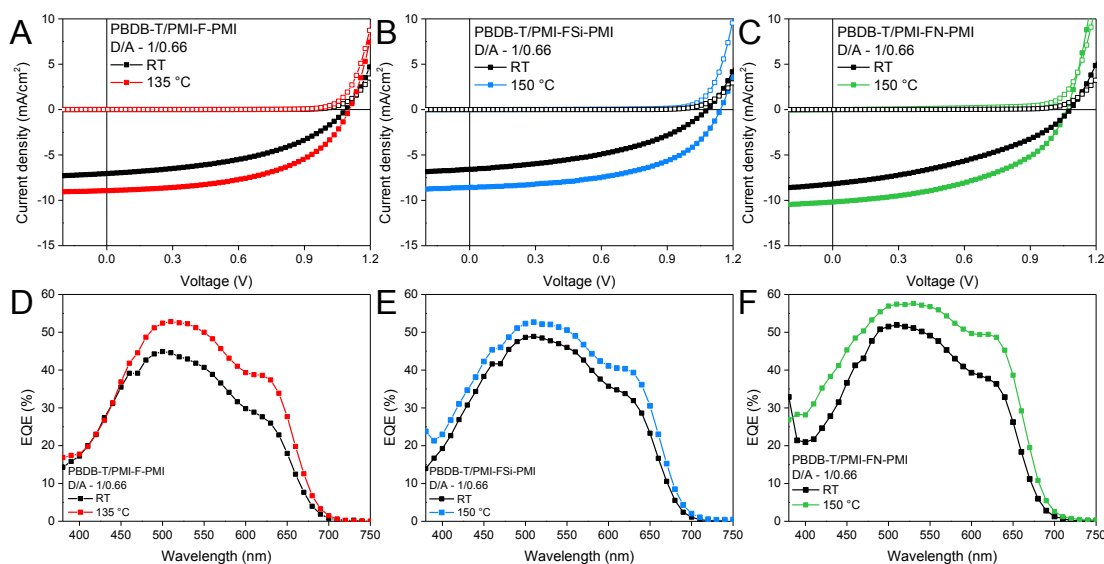 A
PBDB-T/PMI-F-PMI
D/A - 1/0.66
RT
135 °C
10
5
0
-5
-10
-15
Current density (mA/cm²)
0.0 0.3 0.6 0.9 1.2
Voltage (V)
B
PBDB-T/PMI-FSi-PMI
D/A - 1/0.66
RT
150 °C
10
5
0
-5
-10
-15
Current density (mA/cm²)
0.0 0.3 0.6 0.9 1.2
Voltage (V)
C
PBDB-T/PMI-FN-PMI
D/A - 1/0.66
RT
150 °C
10
5
0
-5
-10
-15
Current density (mA/cm²)
0.0 0.3 0.6 0.9 1.2
Voltage (V)
D
60
50
40
30
20
10
0
EQE (%)
PBDB-T/PMI-F-PMI
D/A - 1/0.66
RT
135 °C
400 450 500 550 600 650 700 750
Wavelength (nm)
E
60
50
40
30
20
10
0
EQE (%)
PBDB-T/PMI-FSi-PMI
D/A - 1/0.66
RT
150 °C
400 450 500 550 600 650 700 750
Wavelength (nm)
F
60
50
40
30
20
10
0
EQE (%)
PBDB-T/PMI-FN-PMI
D/A - 1/0.66
RT
150 °C
400 450 500 550 600 650 700 750
Wavelength (nm)